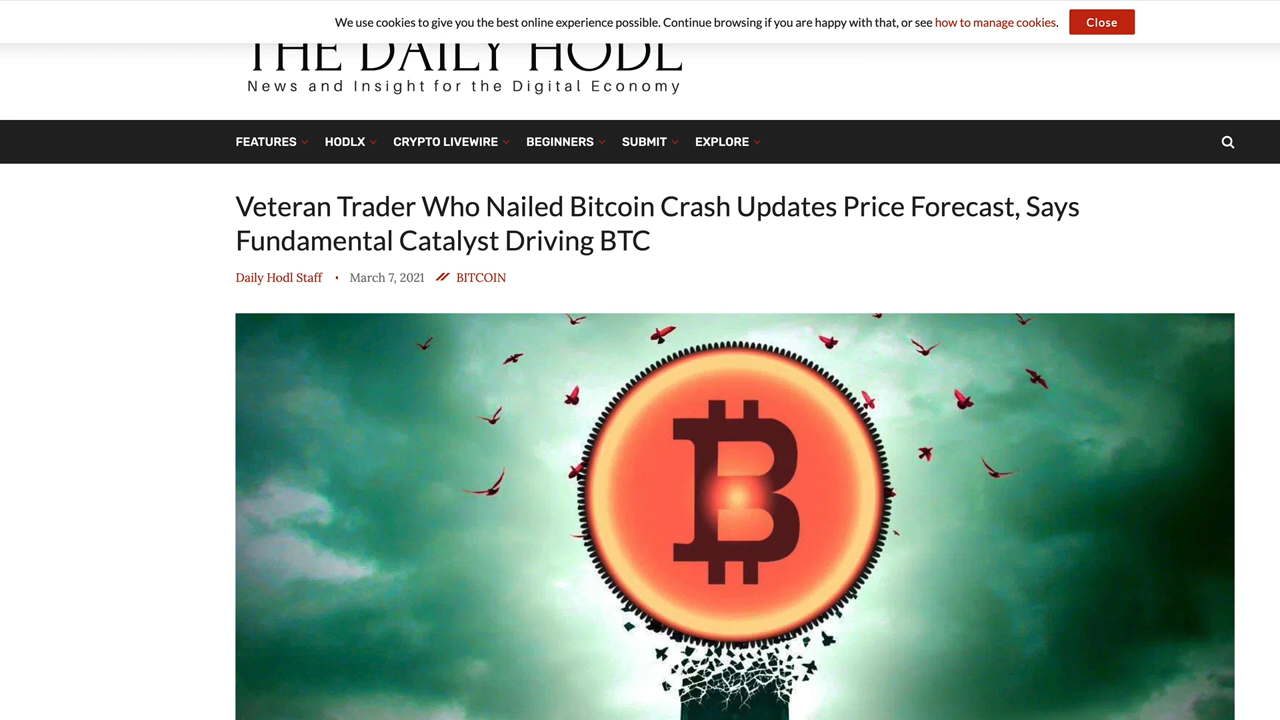 We use cookies to give you the best online experience possible. Continue browsing if you are happy with that, or see how to manage cookies. Close
THE DAILY HODL
News and Insight for the Digital Economy
FEATURES HODLX CRYPTO LIVEWIRE BEGINNERS SUBMIT EXPLORE
Veteran Trader Who Nailed Bitcoin Crash Updates Price Forecast, Says
Fundamental Catalyst Driving BTC
Daily Hodl Staff • March 7, 2021 // BITCOIN